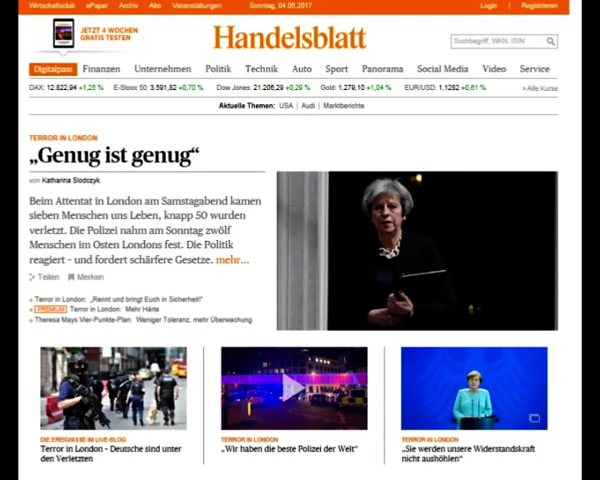 Wirtschaftsclub ePaper Archiv Abo Veranstaltungen Sonntag, 04.06.2017 Login | Registrieren
JETZT 4 WOCHEN
GRATIS TESTEN
Handelsblatt
Suchbegriff, WKN, ISIN
Digitalpass Finanzen Unternehmen Politik Technik Auto Sport Panorama Social Media Video Service
DAX: 12.822,94 +1,25 % E-Stoxx 50: 3.591,82 +0,70 % Dow Jones: 21.206,29 +0,29 % Gold: 1.279,10 +1,04 % EUR/USD: 1,1282 +0,61 % » Alle Kurse
Aktuelle Themen: USA | Audi | Marktberichte
TERROR IN LONDON
„Genug ist genug“
von Katharina Slodczyk
Beim Attentat in London am Samstagabend kamen
sieben Menschen uns Leben, knapp 50 wurden
verletzt. Die Polizei nahm am Sonntag zwölf
Menschen im Osten Londons fest. Die Politik
reagiert – und fordert schärfere Gesetze. mehr…
Teilen Merken
» Terror in London: „Rennt und bringt Euch in Sicherheit!“
» PREMIUM Terror in London: Mehr Härte
» Theresa Mays Vier-Punkte-Plan: Weniger Toleranz, mehr Überwachung
DIE EREIGNISSE IM LIVE-BLOG
Terror in London – Deutsche sind unter
den Verletzten
TERROR IN LONDON
„Wir haben die beste Polizei der Welt“
TERROR IN LONDON
„Sie werden unsere Widerstandskraft
nicht aushöhlen“